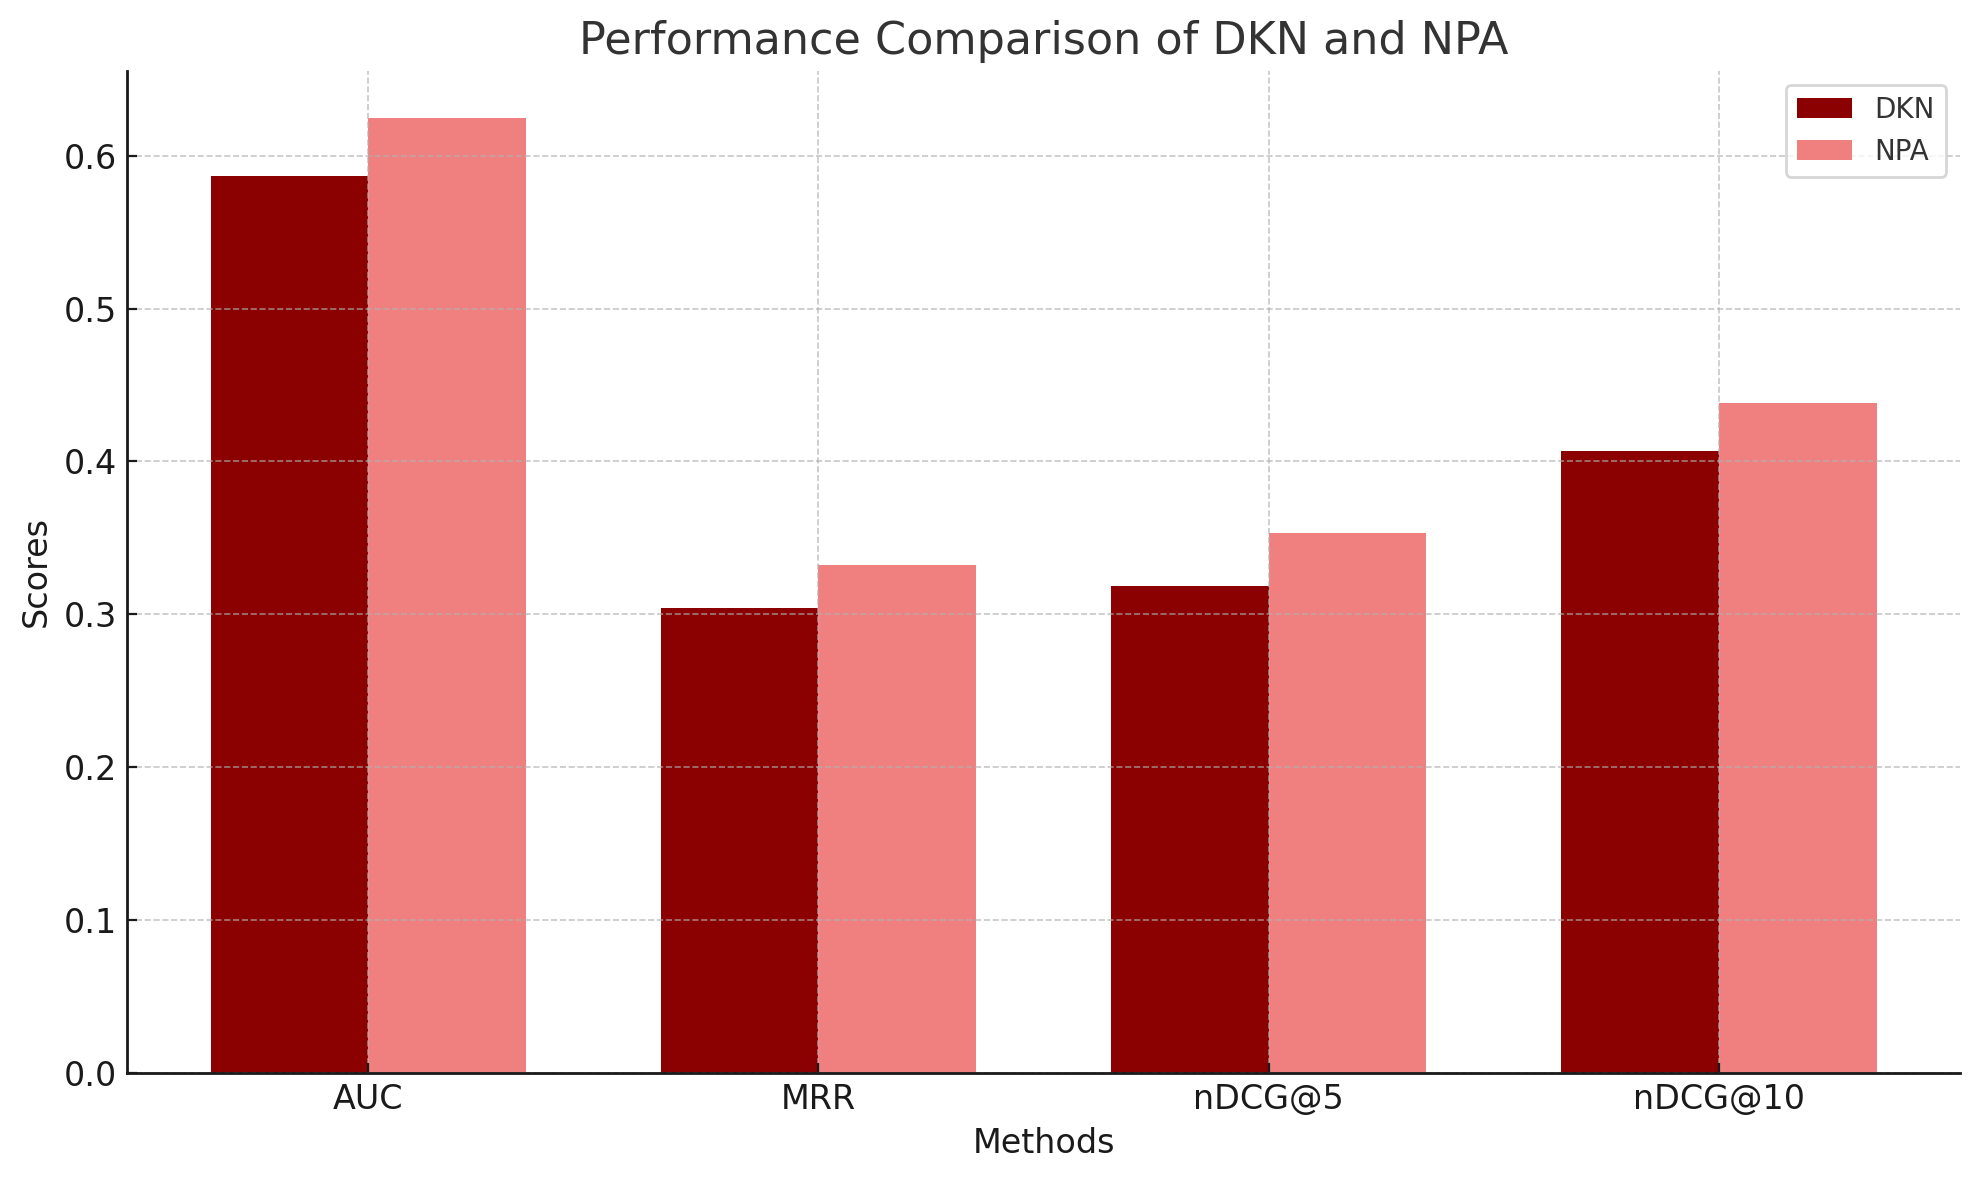 Performance Comparison of DKN and NPA
DKN
NPA
Scores
0.6
0.5
0.4
0.3
0.2
0.1
0.0
AUC
MRR
nDCG@5
nDCG@10
Methods